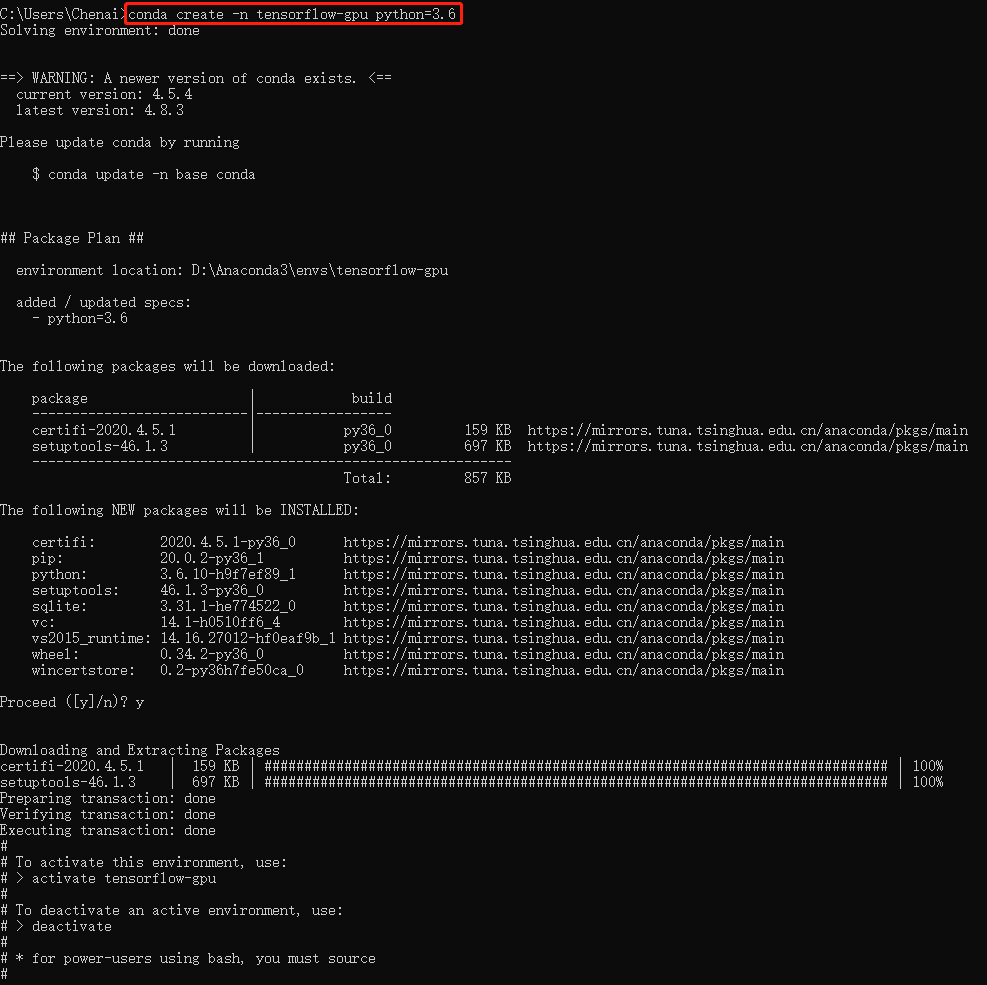 C:\Users\Chenai>conda create -n tensorflow-gpu python=3.6
Solving environment: done
==> WARNING: A newer version of conda exists. <==
  current version: 4.5.4
  latest version: 4.8.3
Please update conda by running
    $ conda update -n base conda
## Package Plan ##
  environment location: D:\Anaconda3\envs\tensorflow-gpu
  added / updated specs:
    - python=3.6
The following packages will be downloaded:
    package                    |            build
    ---------------------------|-----------------
    certifi-2020.4.5.1         |           py36_0         159 KB  https://mirrors.tuna.tsinghua.edu.cn/anaconda/pkgs/main
    setuptools-46.1.3          |           py36_0         697 KB  https://mirrors.tuna.tsinghua.edu.cn/anaconda/pkgs/main
    ------------------------------------------------------------
                                           Total:         857 KB
The following NEW packages will be INSTALLED:
    certifi:        2020.4.5.1-py36_0      https://mirrors.tuna.tsinghua.edu.cn/anaconda/pkgs/main
    pip:            20.0.2-py36_1          https://mirrors.tuna.tsinghua.edu.cn/anaconda/pkgs/main
    python:         3.6.10-h9f7ef89_1      https://mirrors.tuna.tsinghua.edu.cn/anaconda/pkgs/main
    setuptools:     46.1.3-py36_0          https://mirrors.tuna.tsinghua.edu.cn/anaconda/pkgs/main
    sqlite:         3.31.1-he774522_0      https://mirrors.tuna.tsinghua.edu.cn/anaconda/pkgs/main
    vc:             14.1-h0510ff6_4        https://mirrors.tuna.tsinghua.edu.cn/anaconda/pkgs/main
    vs2015_runtime: 14.16.27012-hf0eaf9b_1 https://mirrors.tuna.tsinghua.edu.cn/anaconda/pkgs/main
    wheel:          0.34.2-py36_0          https://mirrors.tuna.tsinghua.edu.cn/anaconda/pkgs/main
    wincertstore:   0.2-py36h7fe50ca_0     https://mirrors.tuna.tsinghua.edu.cn/anaconda/pkgs/main
Proceed ([y]/n)? y
Downloading and Extracting Packages
certifi-2020.4.5.1   |  159 KB | ############################################################################## | 100%
setuptools-46.1.3    |  697 KB | ############################################################################## | 100%
Preparing transaction: done
Verifying transaction: done
Executing transaction: done
#
# To activate this environment, use:
# > activate tensorflow-gpu
#
# To deactivate an active environment, use:
# > deactivate
#
# * for power-users using bash, you must source
#